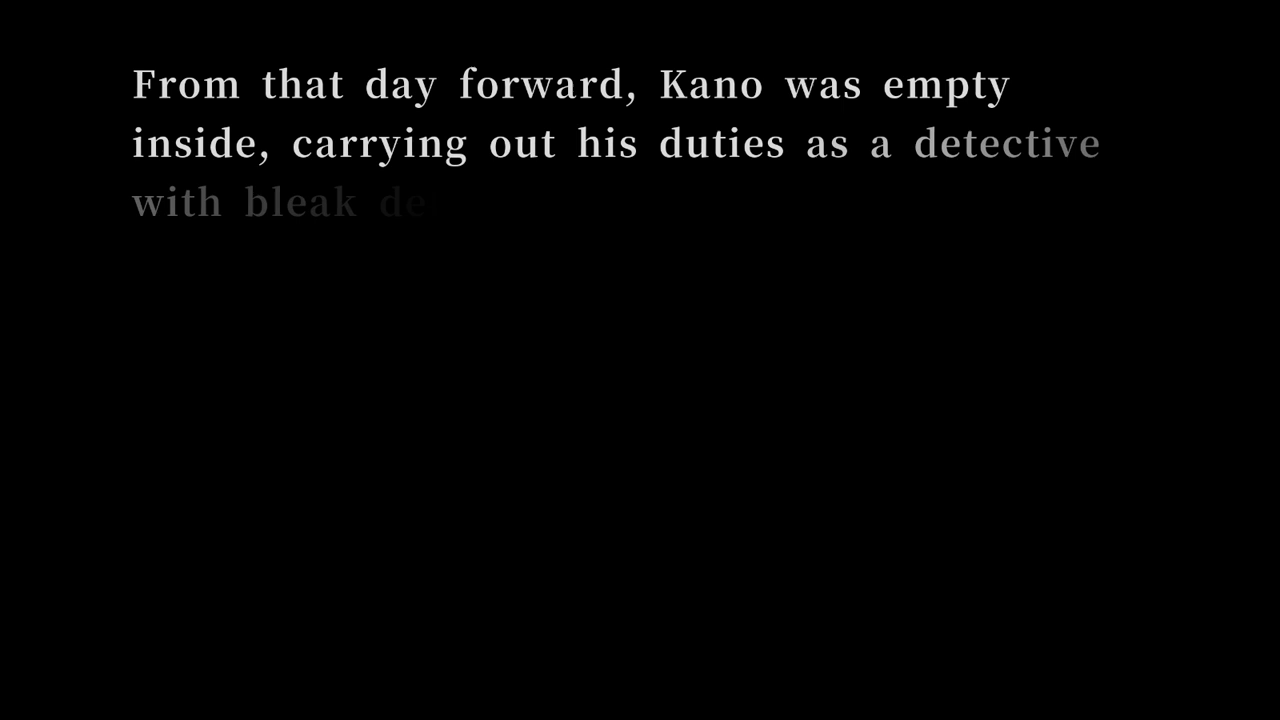 From that day forward, Kano was empty
inside, carrying out his duties as a detective
with bleak